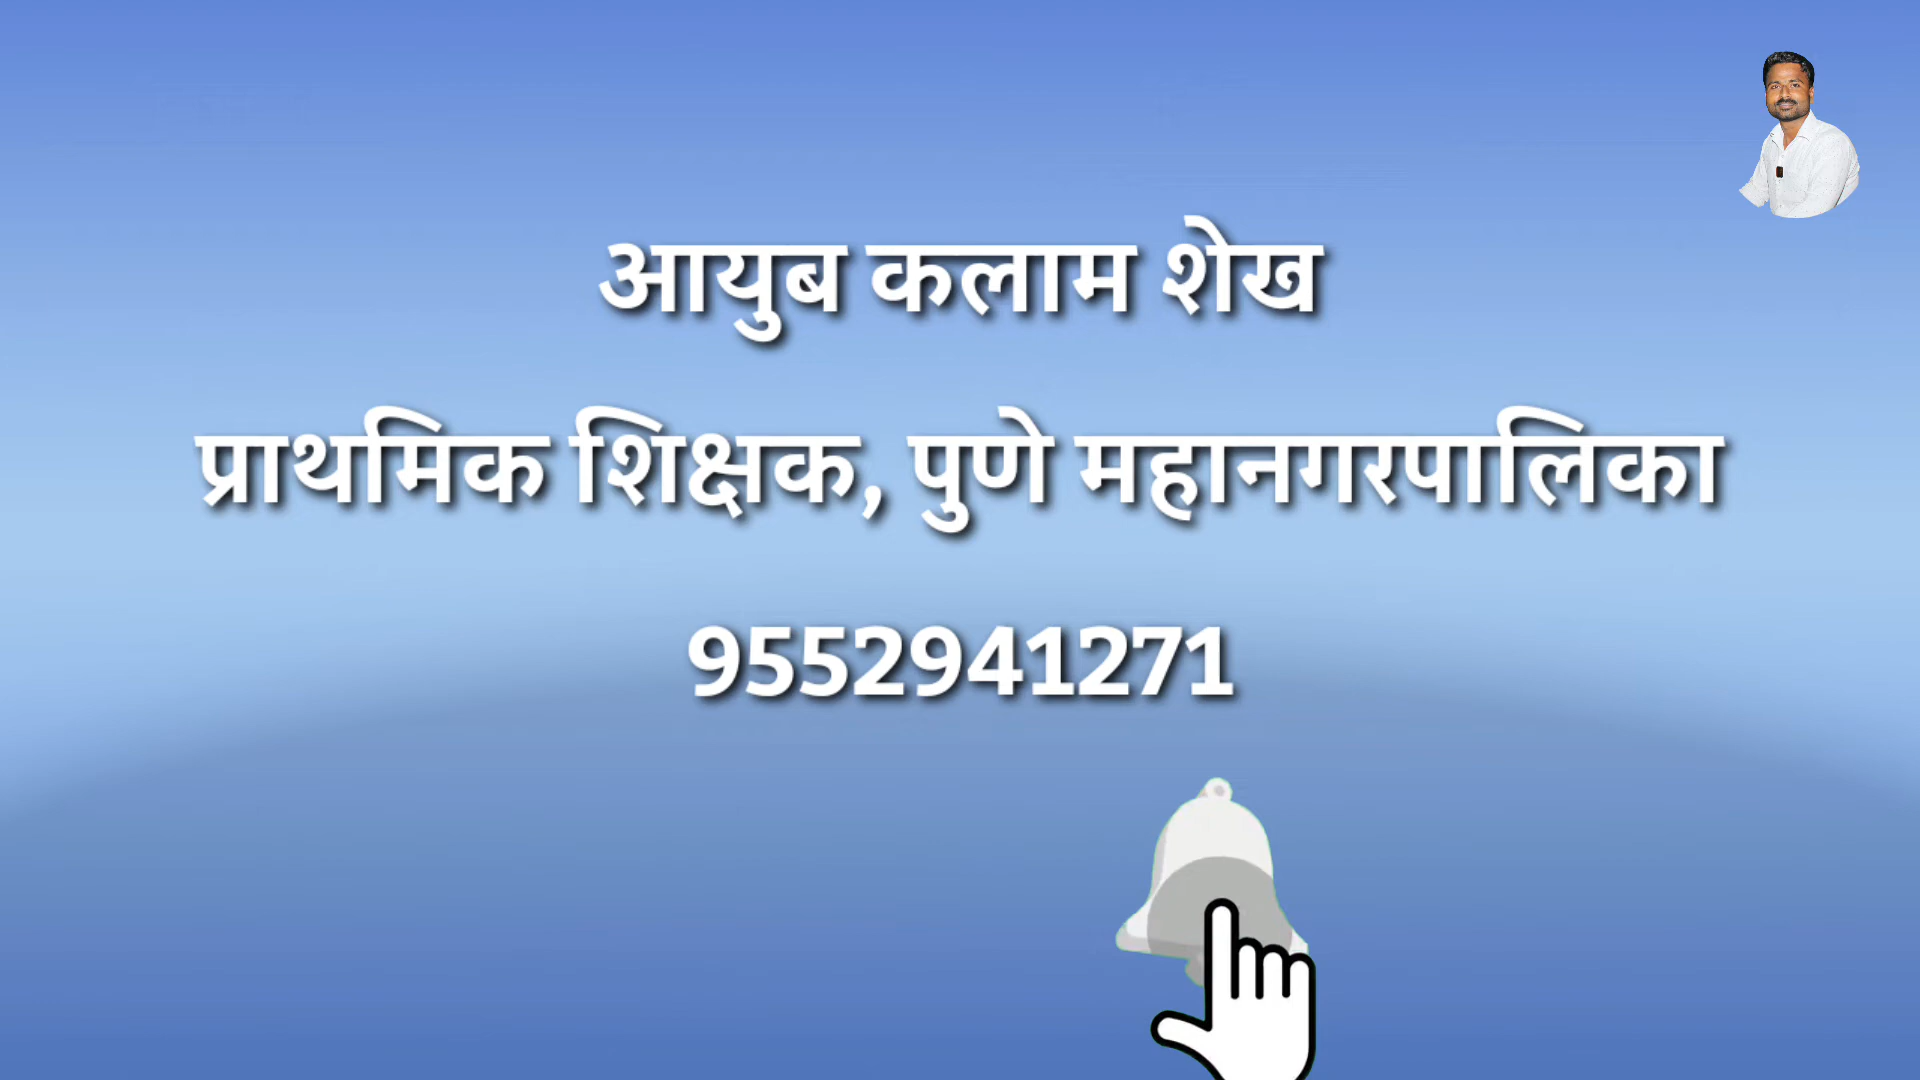 आयुब कलाम शेख
प्राथमिक शिक्षक, पुणे महानगरपालिका
9552941271